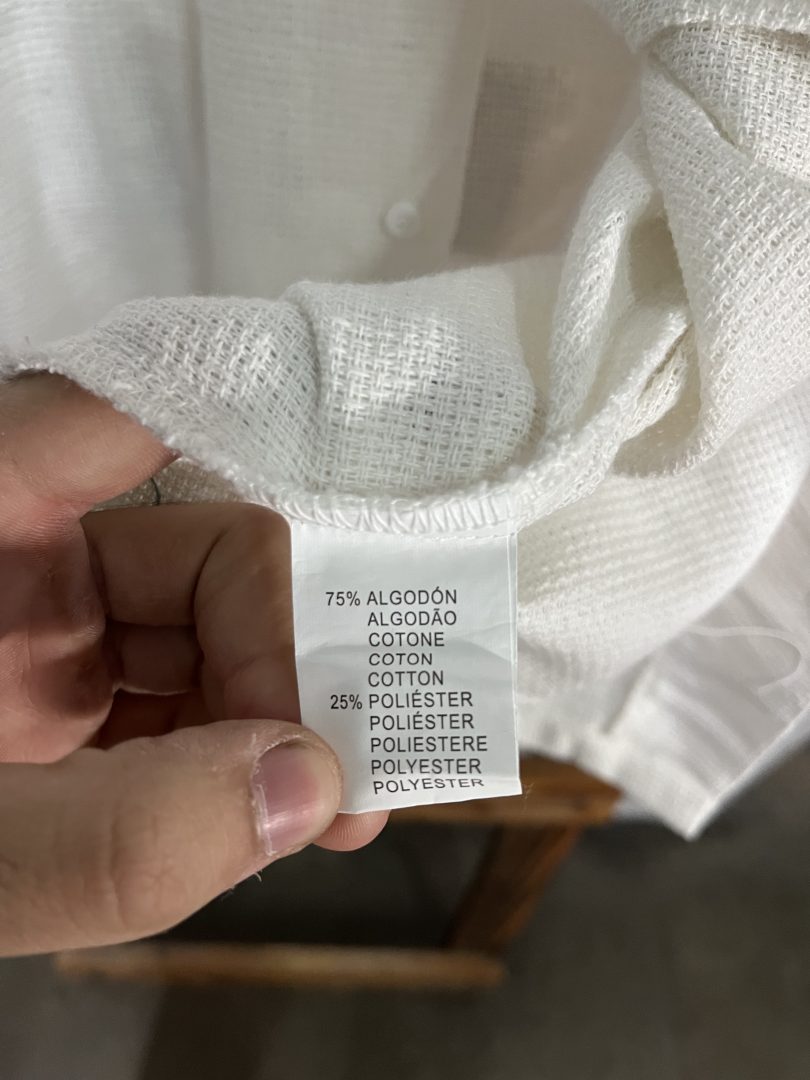 75% ALGODÓN
ALGODÃO
COTONE
COTON
COTTON
25% POLIÉSTER
POLIÉSTER
POLIESTERE
POLYESTER
POLYESTER